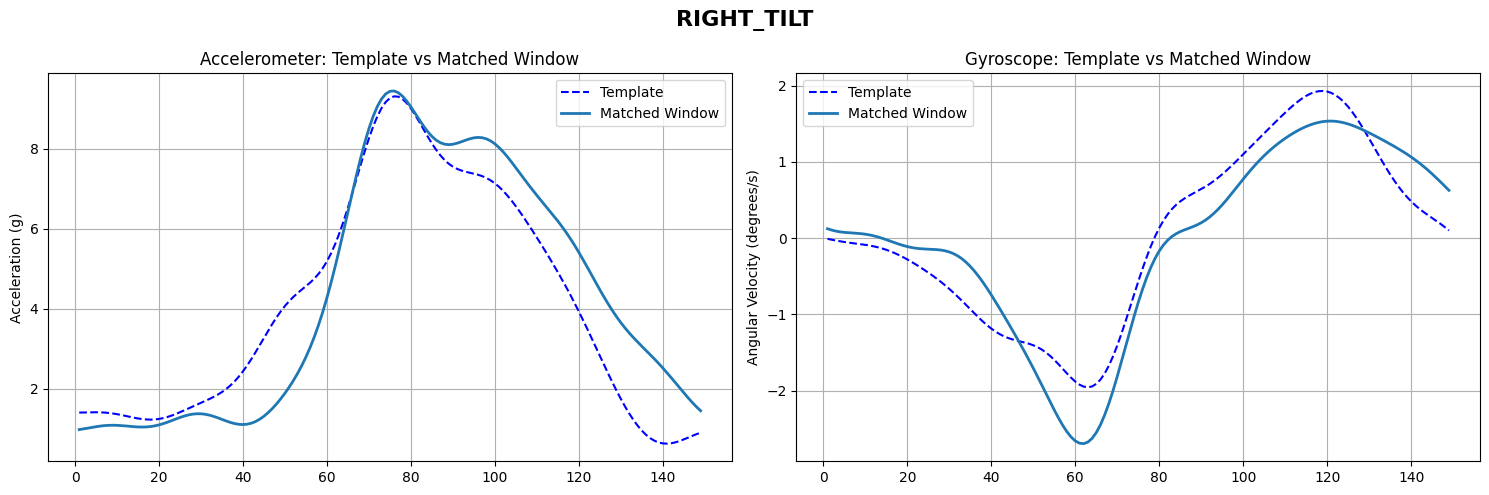 RIGHT_TILT
Accelerometer: Template vs Matched Window
Template
Matched Window
Acceleration (g)
8
6
4
2
0 20 40 60 80 100 120 140
Gyroscope: Template vs Matched Window
Template
Matched Window
Angular Velocity (degrees/s)
2
1
0
−1
−2
0 20 40 60 80 100 120 140